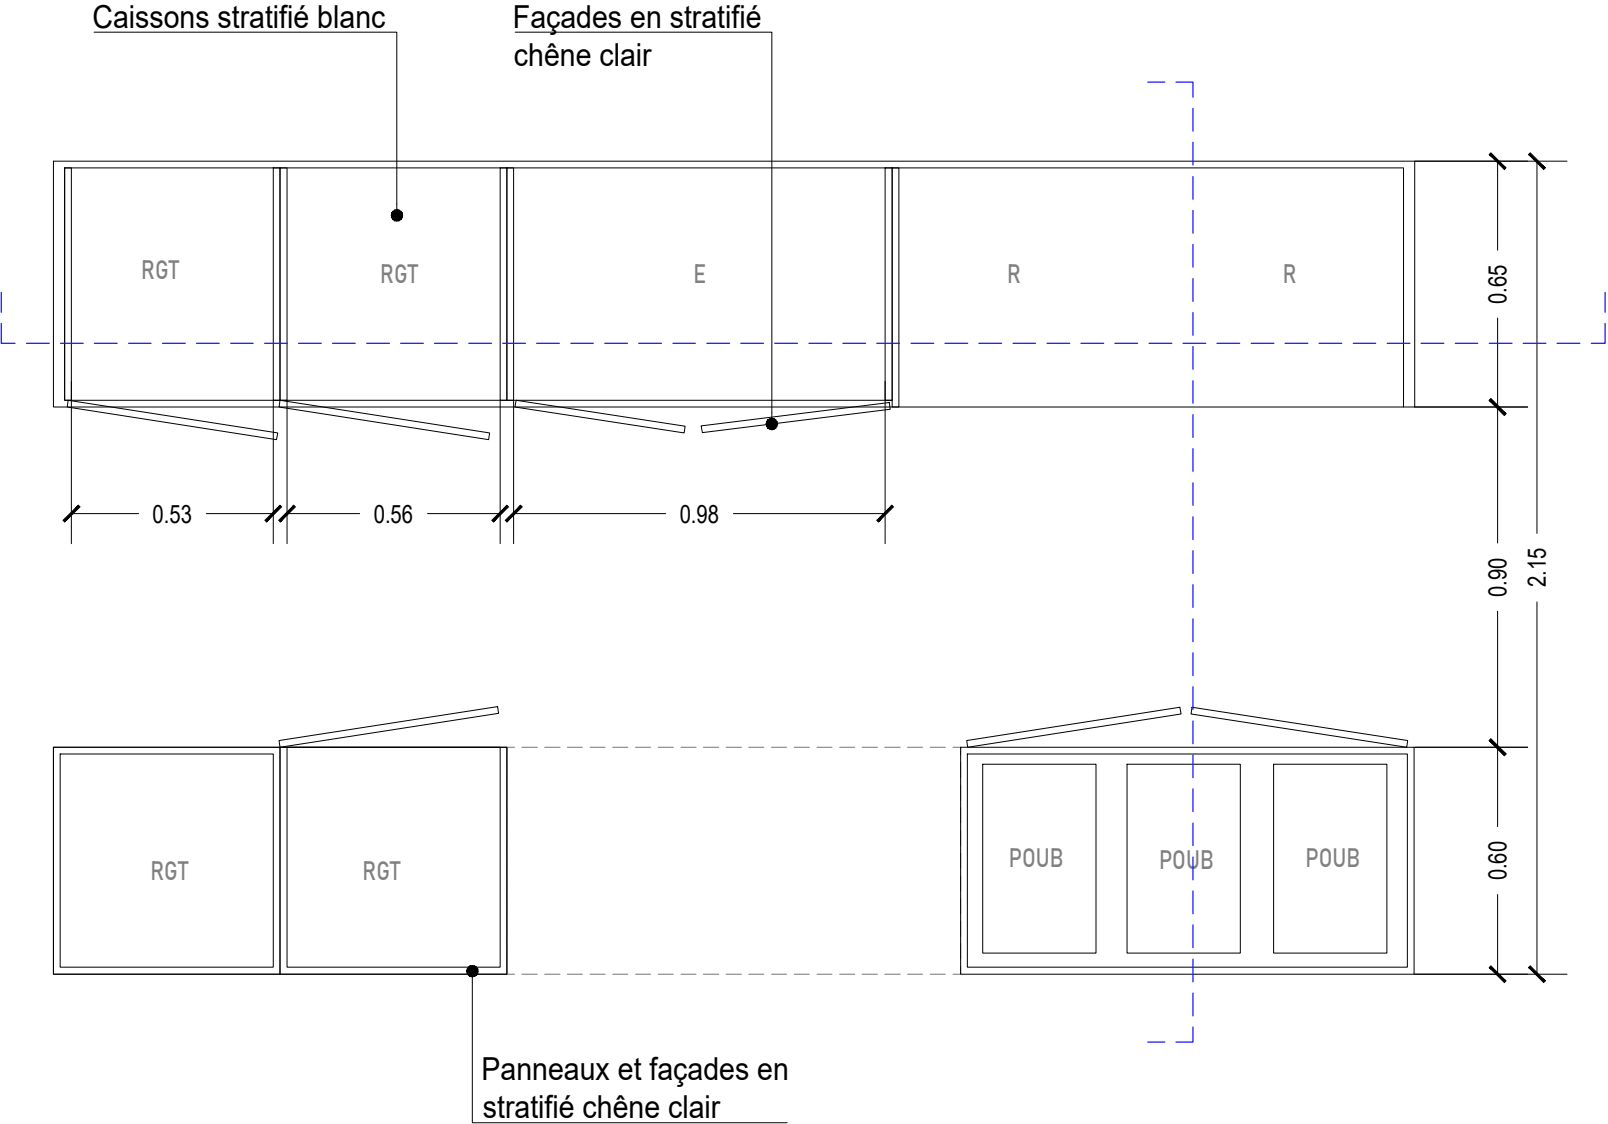 Caissons stratifié blanc
Façades en stratifié
chêne clair
RGT
RGT
E
R
R
0.65
0.53
0.56
0.98
0.90
2.15
RGT
RGT
POUB
POUB
POUB
0.60
Panneaux et façades en
stratifié chêne clair